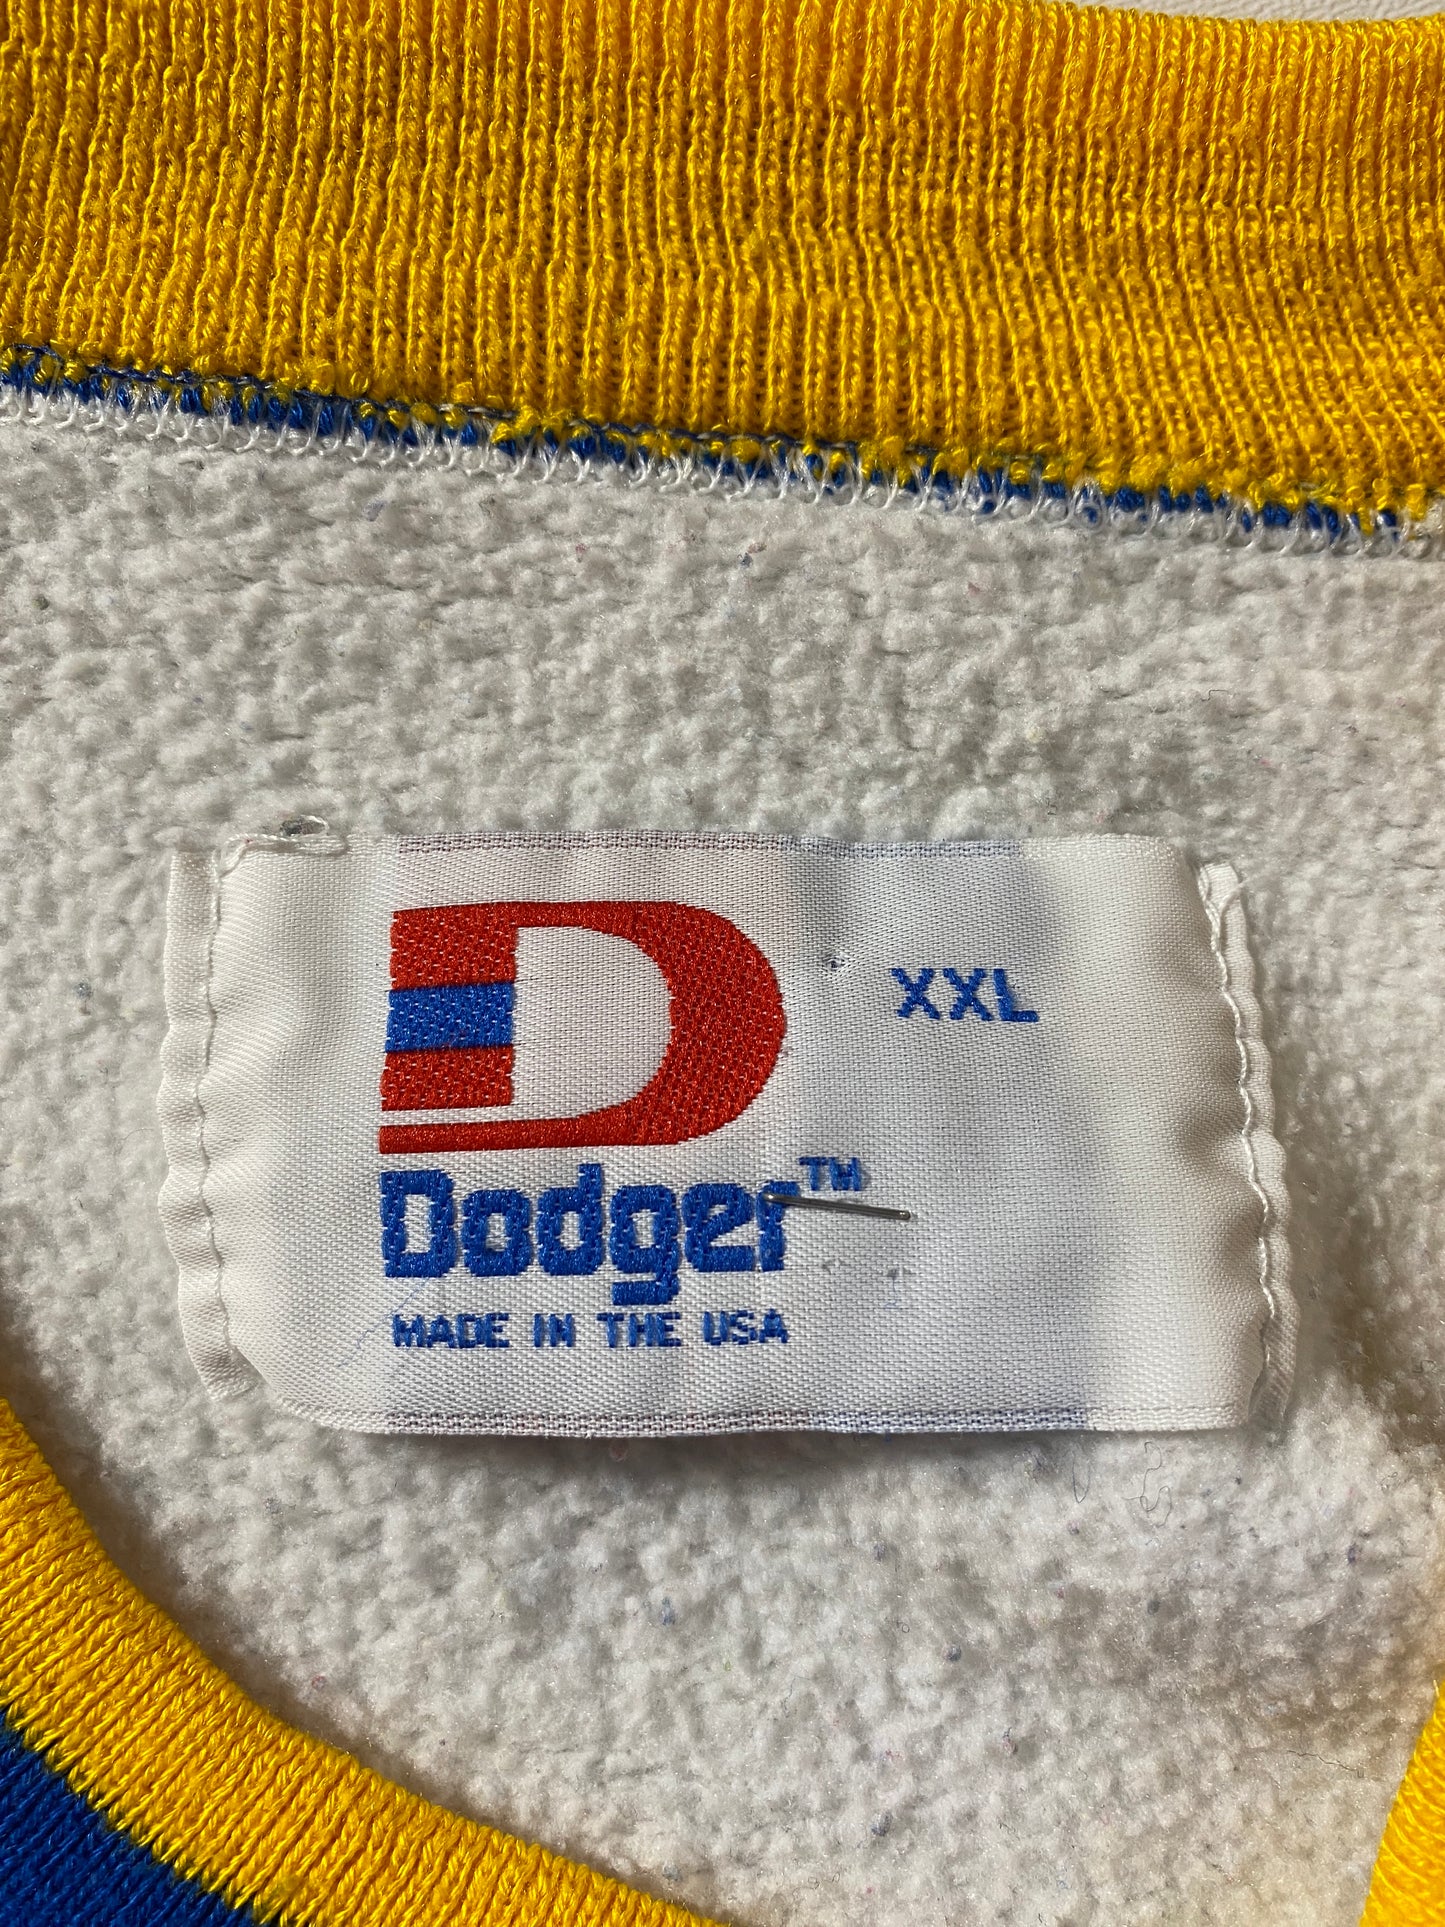 XXL
Dodger™
MADE IN THE USA